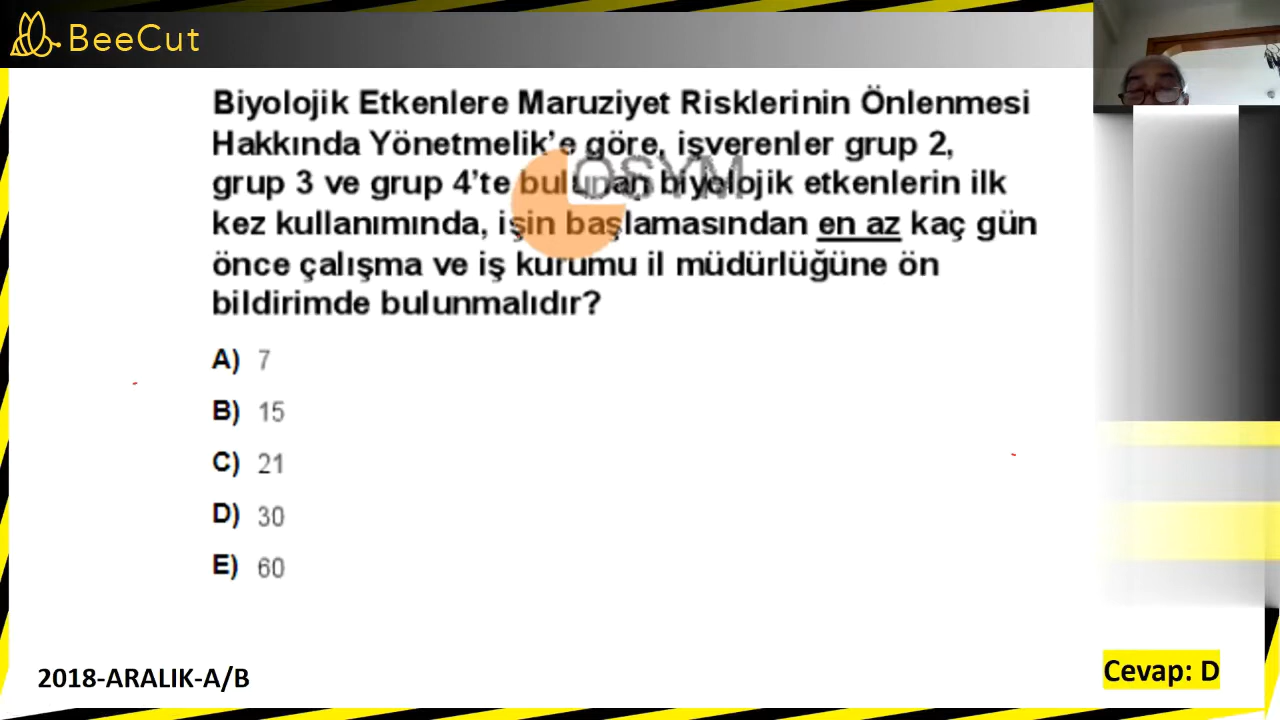 BeeCut
Biyolojik Etkenlere Maruziyet Risklerinin Önlenmesi
Hakkında Yönetmelik'e göre, işverenler grup 2,
ÖSYM
grup 3 ve grup 4'te bulunan biyolojik etkenlerin ilk
kez kullanımında, işin başlamasından en az kaç gün
önce çalışma ve iş kurumu il müdürlüğüne ön
bildirimde bulunmalıdır?
A) 7
B) 15
C) 21
D) 30
E) 60
2018-ARALIK-A/B
Cevap: D